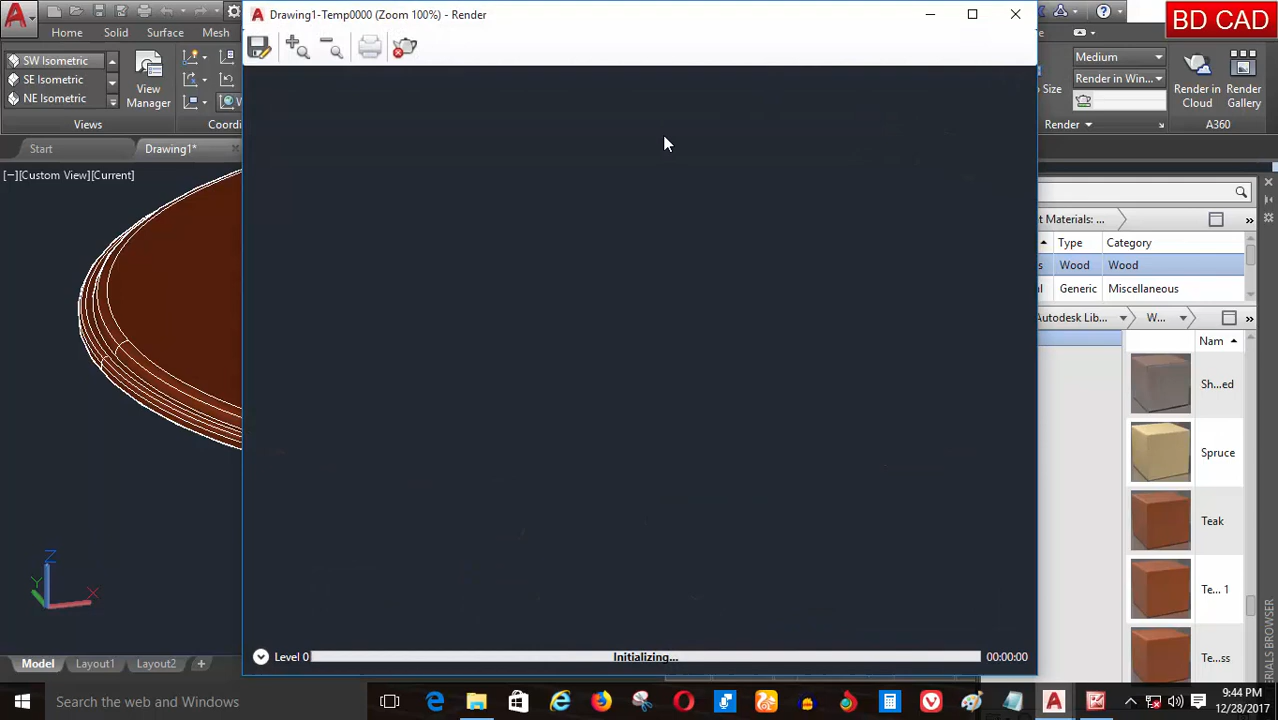 Drawing1-Temp0000 (Zoom 100%) - Render
BD CAD
Home Solid Surface Mesh
SW Isometric
SE Isometric
NE Isometric
View
Manager
Views
Coordi
Medium
Render in Win...
Render
Render in
Cloud
Render
Gallery
A360
Start Drawing1*
[−][Custom View][Current]
t Materials: ...
Type Category
s Wood Wood
al Generic Miscellaneous
Autodesk Lib... W...
Nam
Sh...ed
Spruce
Teak
Te... 1
Te...ss
Z
Y
X
Level 0 Initializing... 00:00:00
Model Layout1 Layout2 +
Search the web and Windows
9:44 PM
12/28/2017